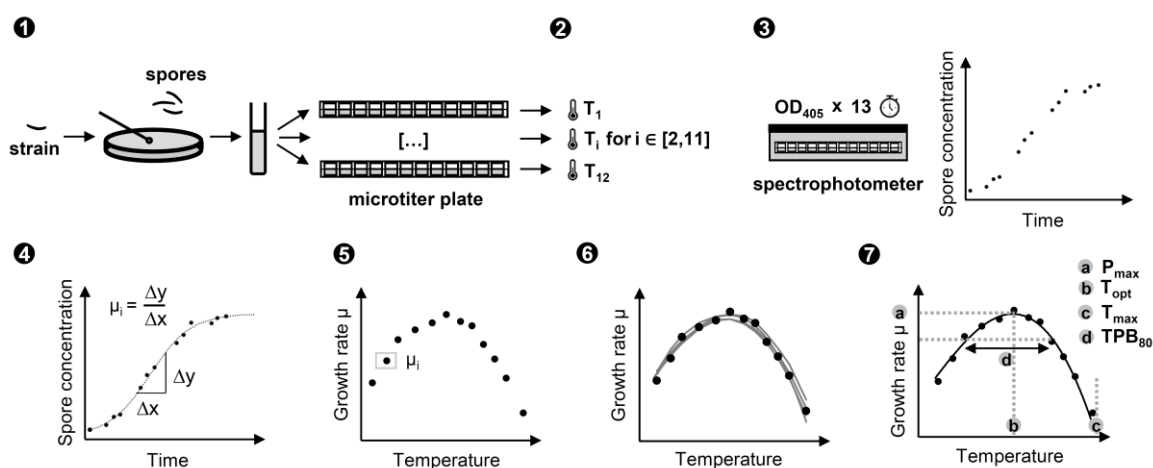 1
spores
strain
[...]
microtiter plate
2
T1
Ti for i ∈ [2,11]
T12
3
OD405 x 13
spectrophotometer
Spore concentration
Time
4
Spore concentration
μi = Δy
Δx
Δy
Δx
Time
5
Growth rate μ
μi
Temperature
6
Growth rate μ
Temperature
7
a Pmax
b Topt
c Tmax
d TPB80
Growth rate μ
a
d
b
c
Temperature